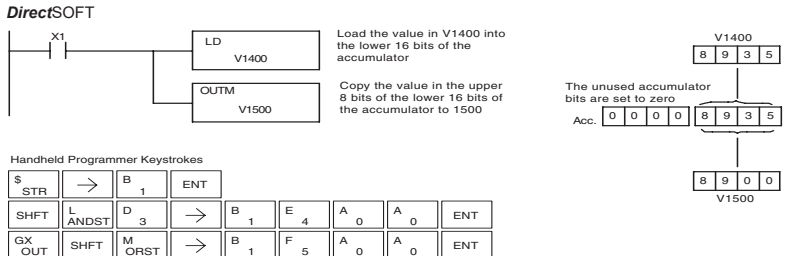 DirectSOFT
X1
LD
V1400
Load the value in V1400 into
the lower 16 bits of the
accumulator
OUTM
V1500
Copy the value in the upper
8 bits of the lower 16 bits of
the accumulator to 1500
V1400
8 9 3 5
The unused accumulator
bits are set to zero
Acc. 0 0 0 0 8 9 3 5
8 9 0 0
V1500
Handheld Programmer Keystrokes
$ STR → B 1 ENT
SHFT L ANDST D 3 → B 1 E 4 A 0 A 0 ENT
GX OUT SHFT M ORST → B 1 F 5 A 0 A 0 ENT